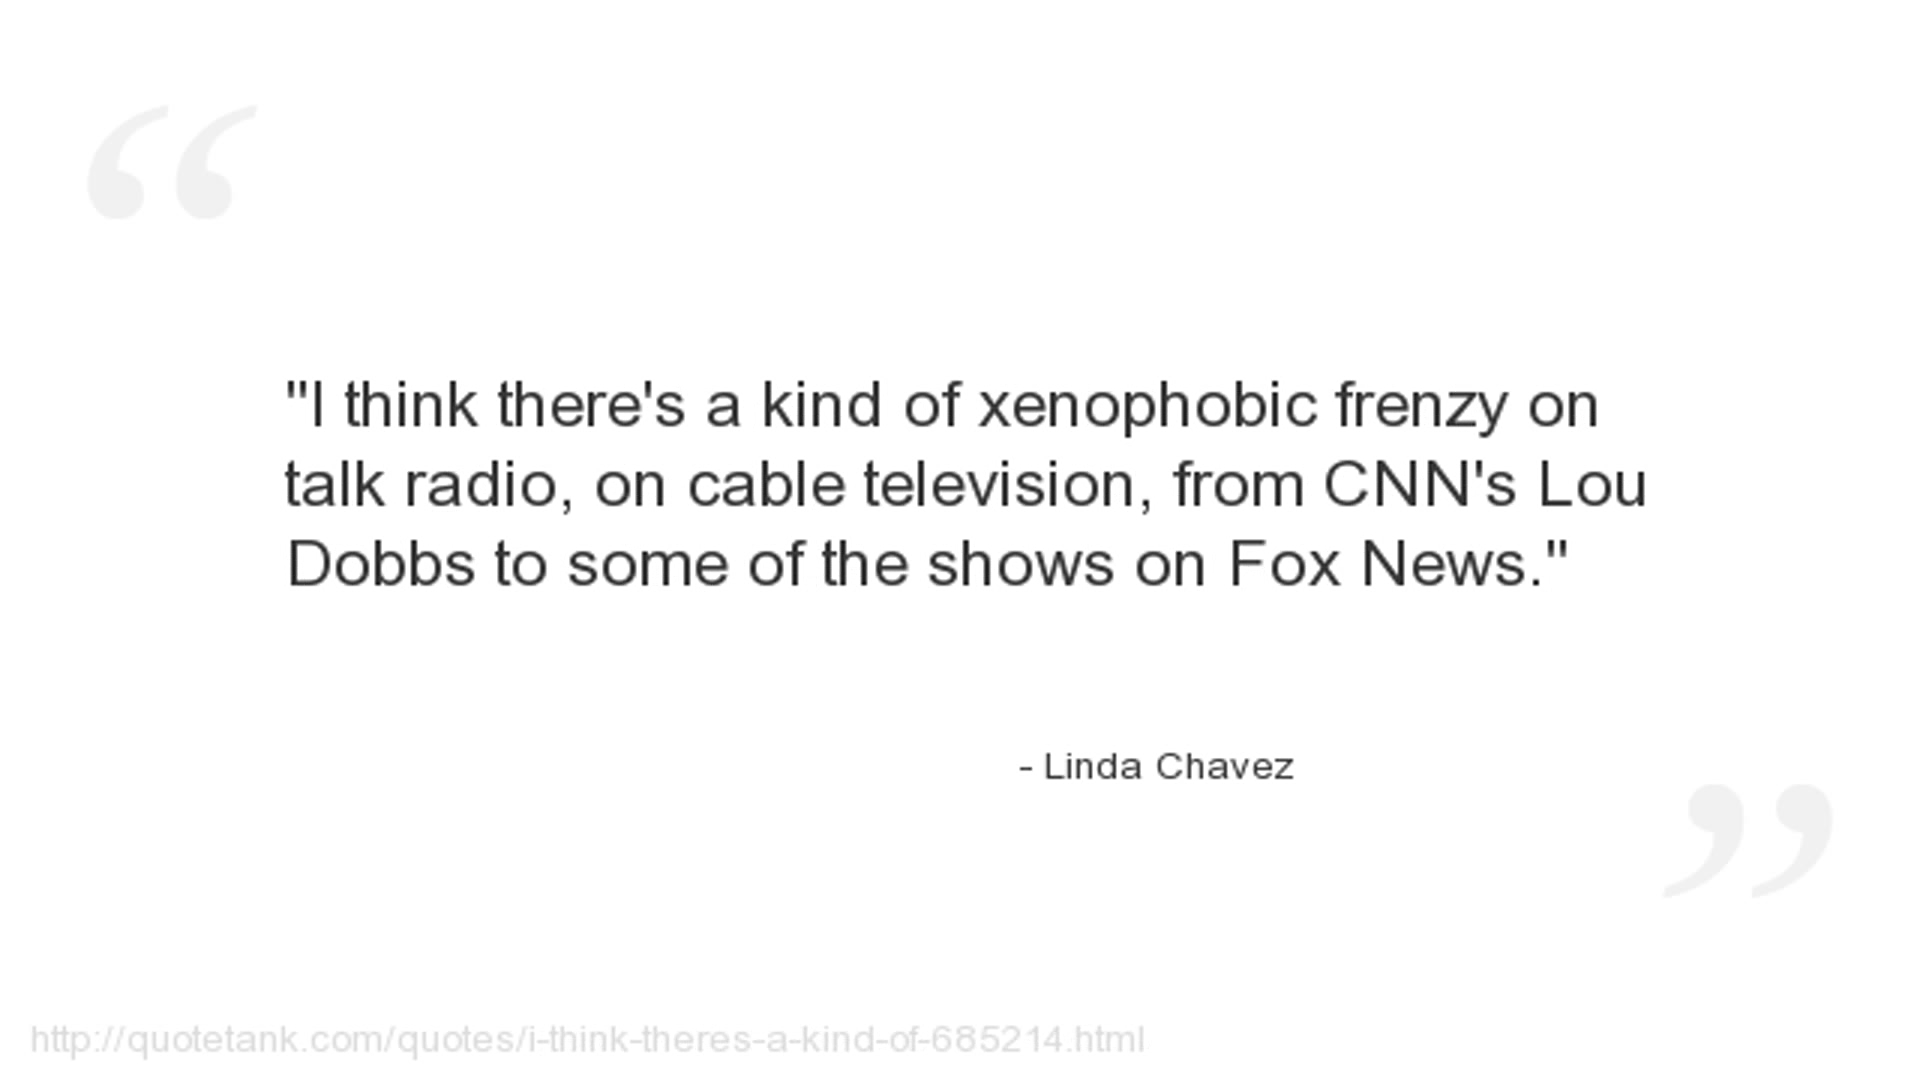 "I think there's a kind of xenophobic frenzy on
talk radio, on cable television, from CNN's Lou
Dobbs to some of the shows on Fox News."
- Linda Chavez
http://quotetank.com/quotes/i-think-theres-a-kind-of-685214.html